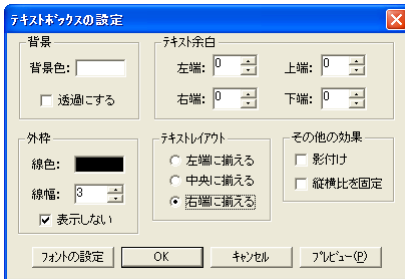 テキストボックスの設定
背景
背景色:
透過にする
テキスト余白
左端: 0
上端: 0
右端: 0
下端: 0
外枠
線色:
線幅: 3
表示しない
テキストレイアウト
左端に揃える
中央に揃える
右端に揃える
その他の効果
影付け
縦横比を固定
フォントの設定
OK
キャンセル
プレビュー(P)